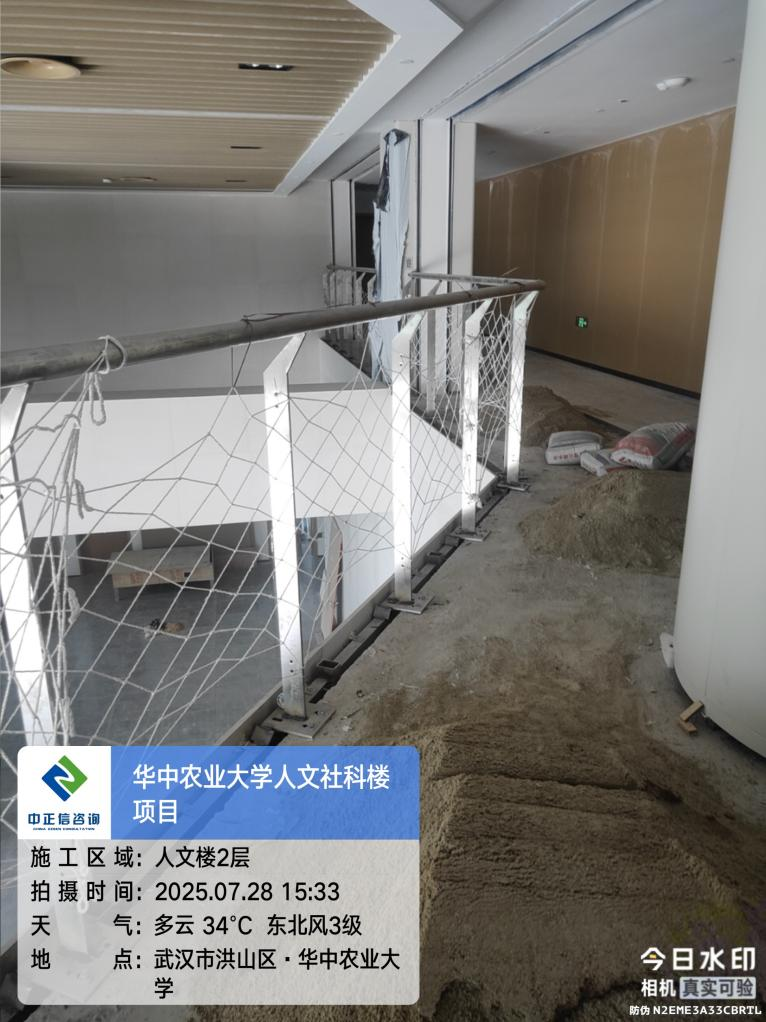 华中农业大学人文社科楼
项目
中正信咨询
CHINA ZENIN CONSULTATION
施工区域：人文楼2层
拍摄时间：2025.07.28 15:33
天气：多云 34°C 东北风3级
地点：武汉市洪山区·华中农业大
学
今日水印
相机 真实可验
防伪 N2EME3A33CBRTL